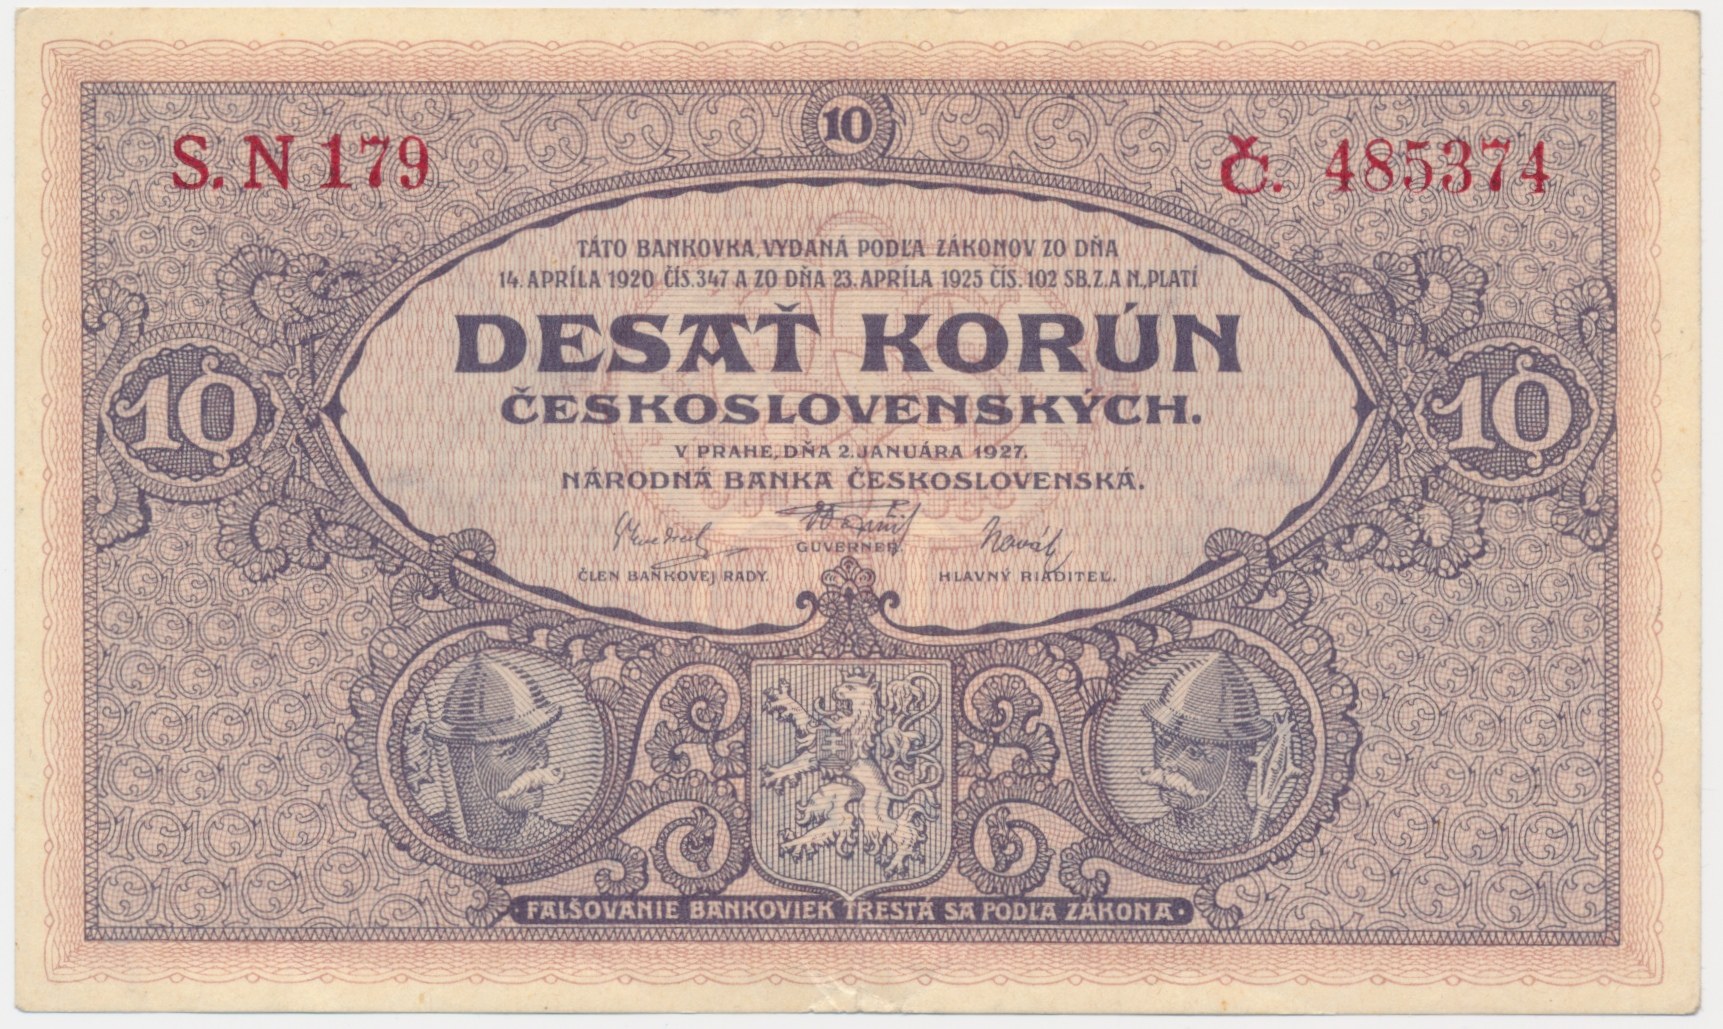 10
S. N 179
Č. 485374
TÁTO BANKOVKA, VYDANÁ PODĽA ZÁKONOV ZO DŇA
14. APRÍLA 1920 ČÍS. 347 A ZO DŇA 23. APRÍLA 1925 ČÍS. 102 SB. Z. A N., PLATÍ
DESAŤ KORÚN
ČESKOSLOVENSKÝCH.
10
10
V PRAHE, DŇA 2. JANUÁRA 1927.
NÁRODNÁ BANKA ČESKOSLOVENSKÁ.
GUVERNER.
ČLEN BANKOVEJ RADY.
HLAVNÝ RIADITEĽ.
· FALŠOVANIE BANKOVIEK TRESTÁ SA PODĽA ZÁKONA ·